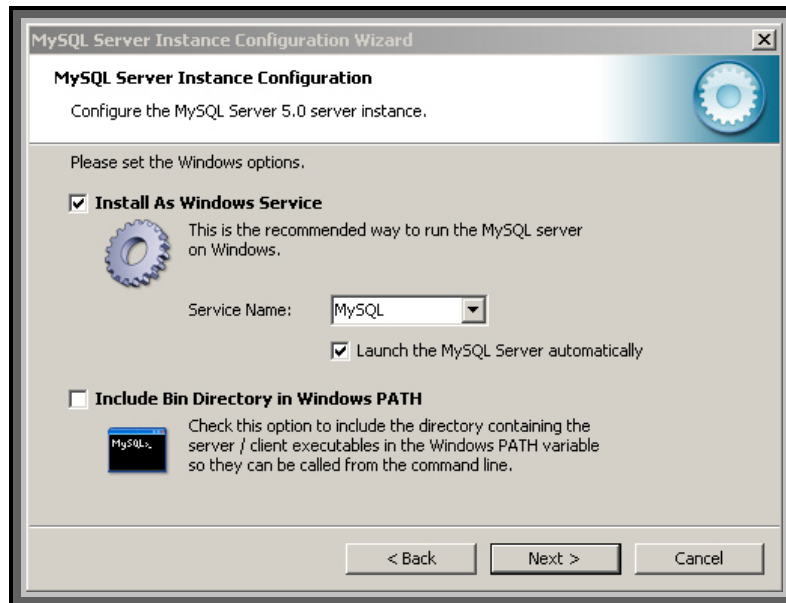 MySQL Server Instance Configuration Wizard
MySQL Server Instance Configuration
Configure the MySQL Server 5.0 server instance.
Please set the Windows options.
Install As Windows Service
This is the recommended way to run the MySQL server
on Windows.
Service Name: MySQL
Launch the MySQL Server automatically
Include Bin Directory in Windows PATH
Check this option to include the directory containing the
server / client executables in the Windows PATH variable
so they can be called from the command line.
MySQL>_
< Back Next > Cancel